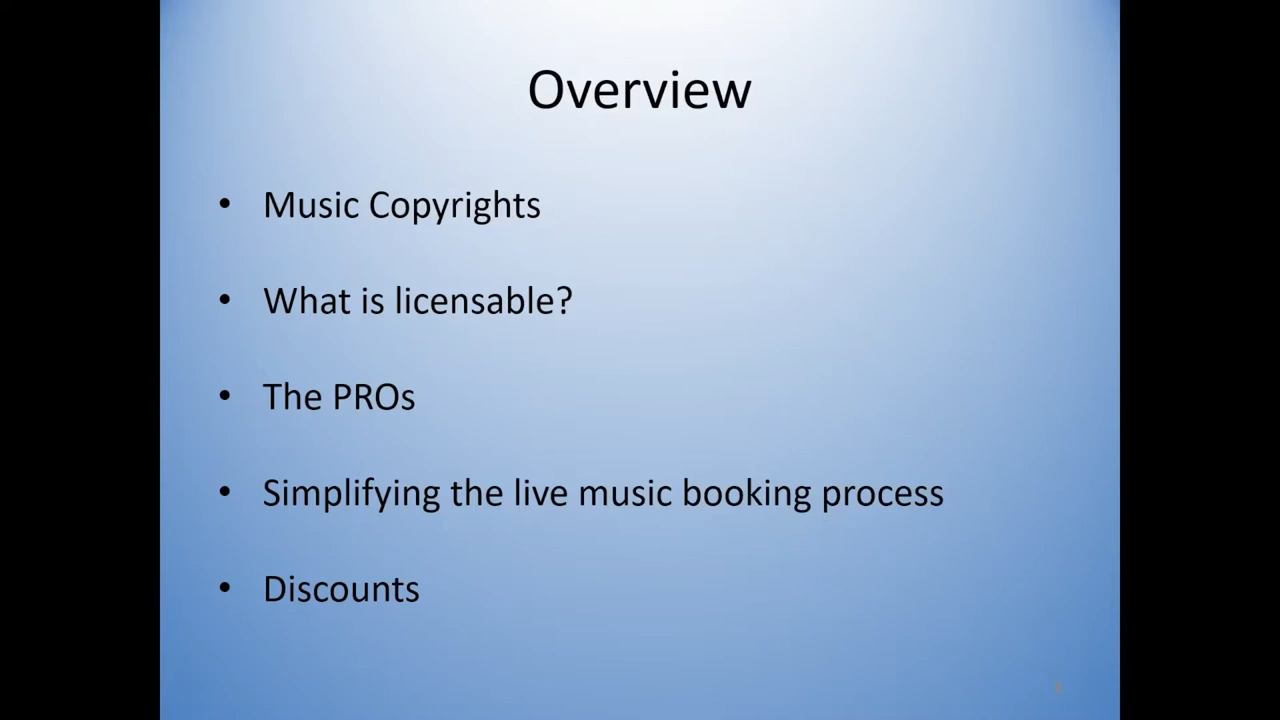 Overview
• Music Copyrights
• What is licensable?
• The PROs
• Simplifying the live music booking process
• Discounts